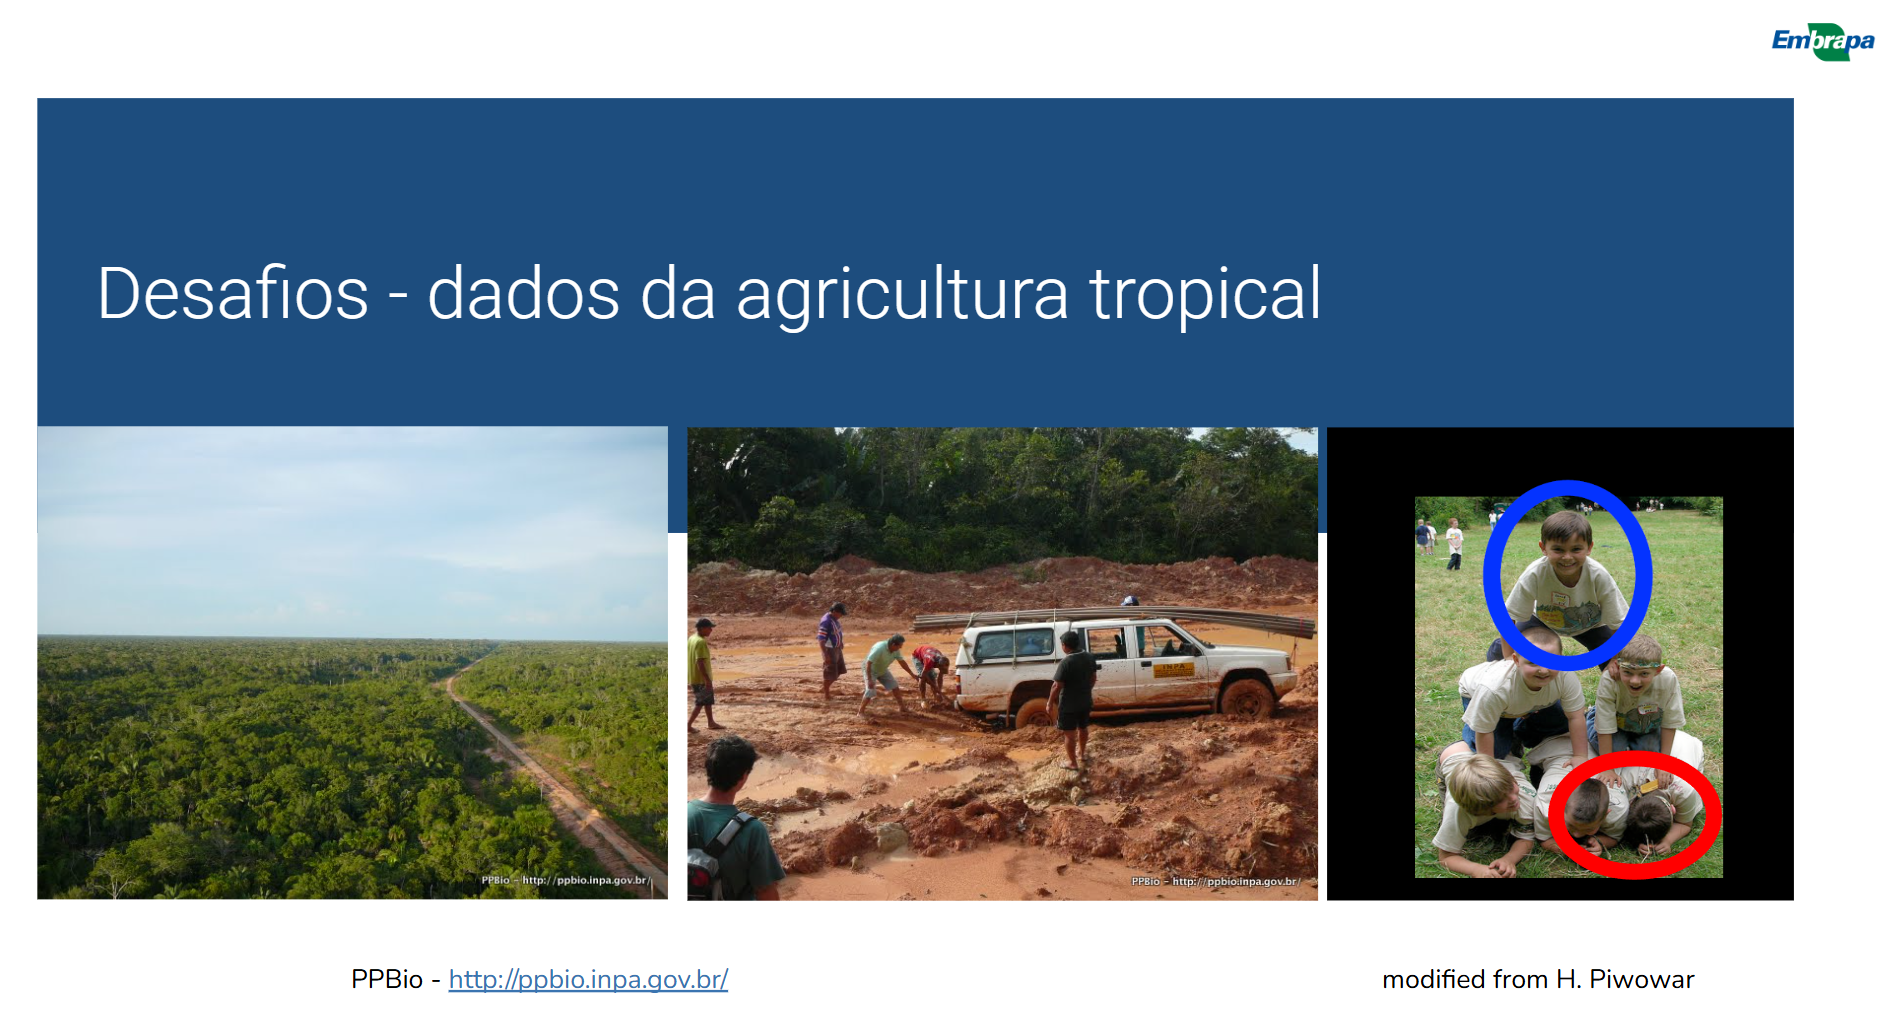 Embrapa
Desafios - dados da agricultura tropical
INPA
PPBio - http://ppbio.inpa.gov.br/
PPBio - http://ppbio.inpa.gov.br/
PPBio - http://ppbio.inpa.gov.br/
modified from H. Piwowar